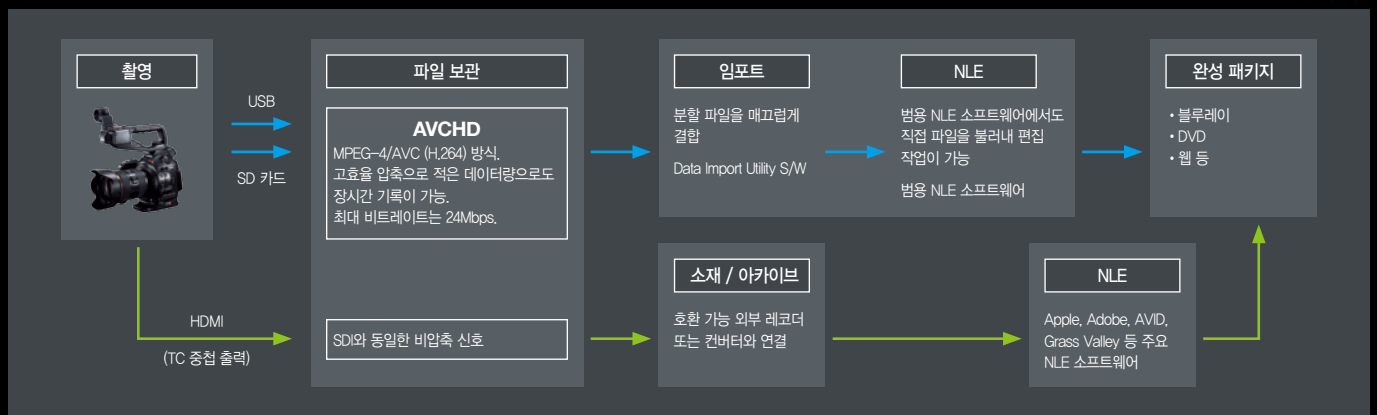 촬영
USB
SD 카드
HDMI
(TC 중첩 출력)
파일 보관
AVCHD
MPEG-4/AVC (H.264) 방식.
고효율 압축으로 적은 데이터량으로도
장시간 기록이 가능.
최대 비트레이트는 24Mbps.
SDI와 동일한 비압축 신호
임포트
분할 파일을 매끄럽게
결합
Data Import Utility S/W
NLE
범용 NLE 소프트웨어에서도
직접 파일을 불러내 편집
작업이 가능
범용 NLE 소프트웨어
완성 패키지
• 블루레이
• DVD
• 웹 등
소재 / 아카이브
호환 가능 외부 레코더
또는 컨버터와 연결
NLE
Apple, Adobe, AVID,
Grass Valley 등 주요
NLE 소프트웨어